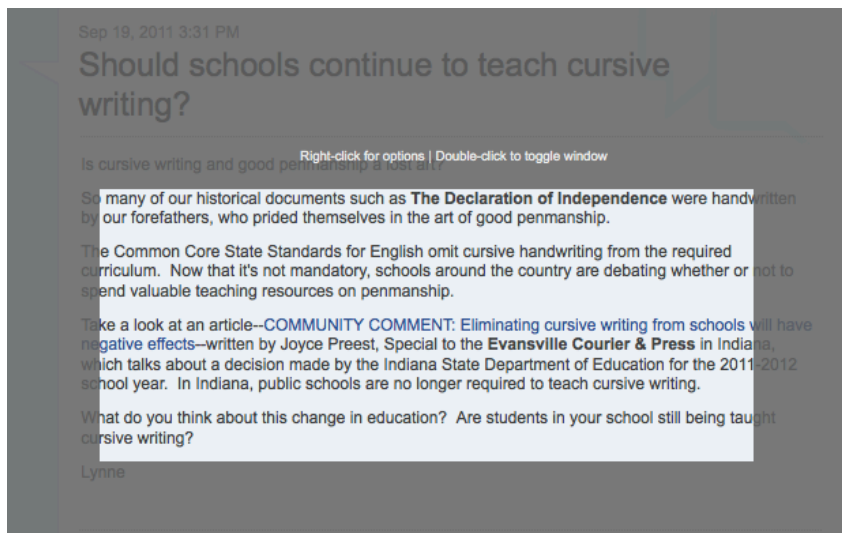 Sep 19, 2011 3:31 PM
Should schools continue to teach cursive
writing?
Right-click for options | Double-click to toggle window
Is cursive writing and good penmanship a lost art?
So many of our historical documents such as The Declaration of Independence were handwritten
by our forefathers, who prided themselves in the art of good penmanship.
The Common Core State Standards for English omit cursive handwriting from the required
curriculum.  Now that it's not mandatory, schools around the country are debating whether or not to
spend valuable teaching resources on penmanship.
Take a look at an article--COMMUNITY COMMENT: Eliminating cursive writing from schools will have
negative effects--written by Joyce Preest, Special to the Evansville Courier & Press in Indiana,
which talks about a decision made by the Indiana State Department of Education for the 2011-2012
school year.  In Indiana, public schools are no longer required to teach cursive writing.
What do you think about this change in education?  Are students in your school still being taught
cursive writing?
Lynne